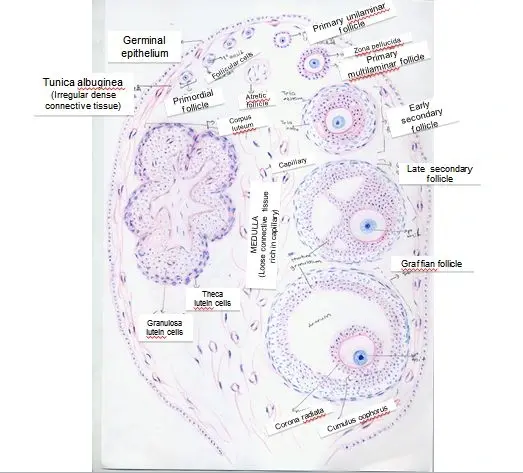 Germinal
epithelium
Primary unilaminar
follicle
Zona pellucida
Primary
multilaminar follicle
Follicular cells
Tunica albuginea
(Irregular dense
connective tissue)
Primordial
follicle
Atretic
follicle
Corpus
luteum
Early
secondary
follicle
Capillary
Late secondary
follicle
MEDULLA
(Loose connective tissue
rich in capillary)
Graffian follicle
Theca
lutein cells
Granulosa
lutein cells
Antrum
Corona radiata
Cumulus oophorus